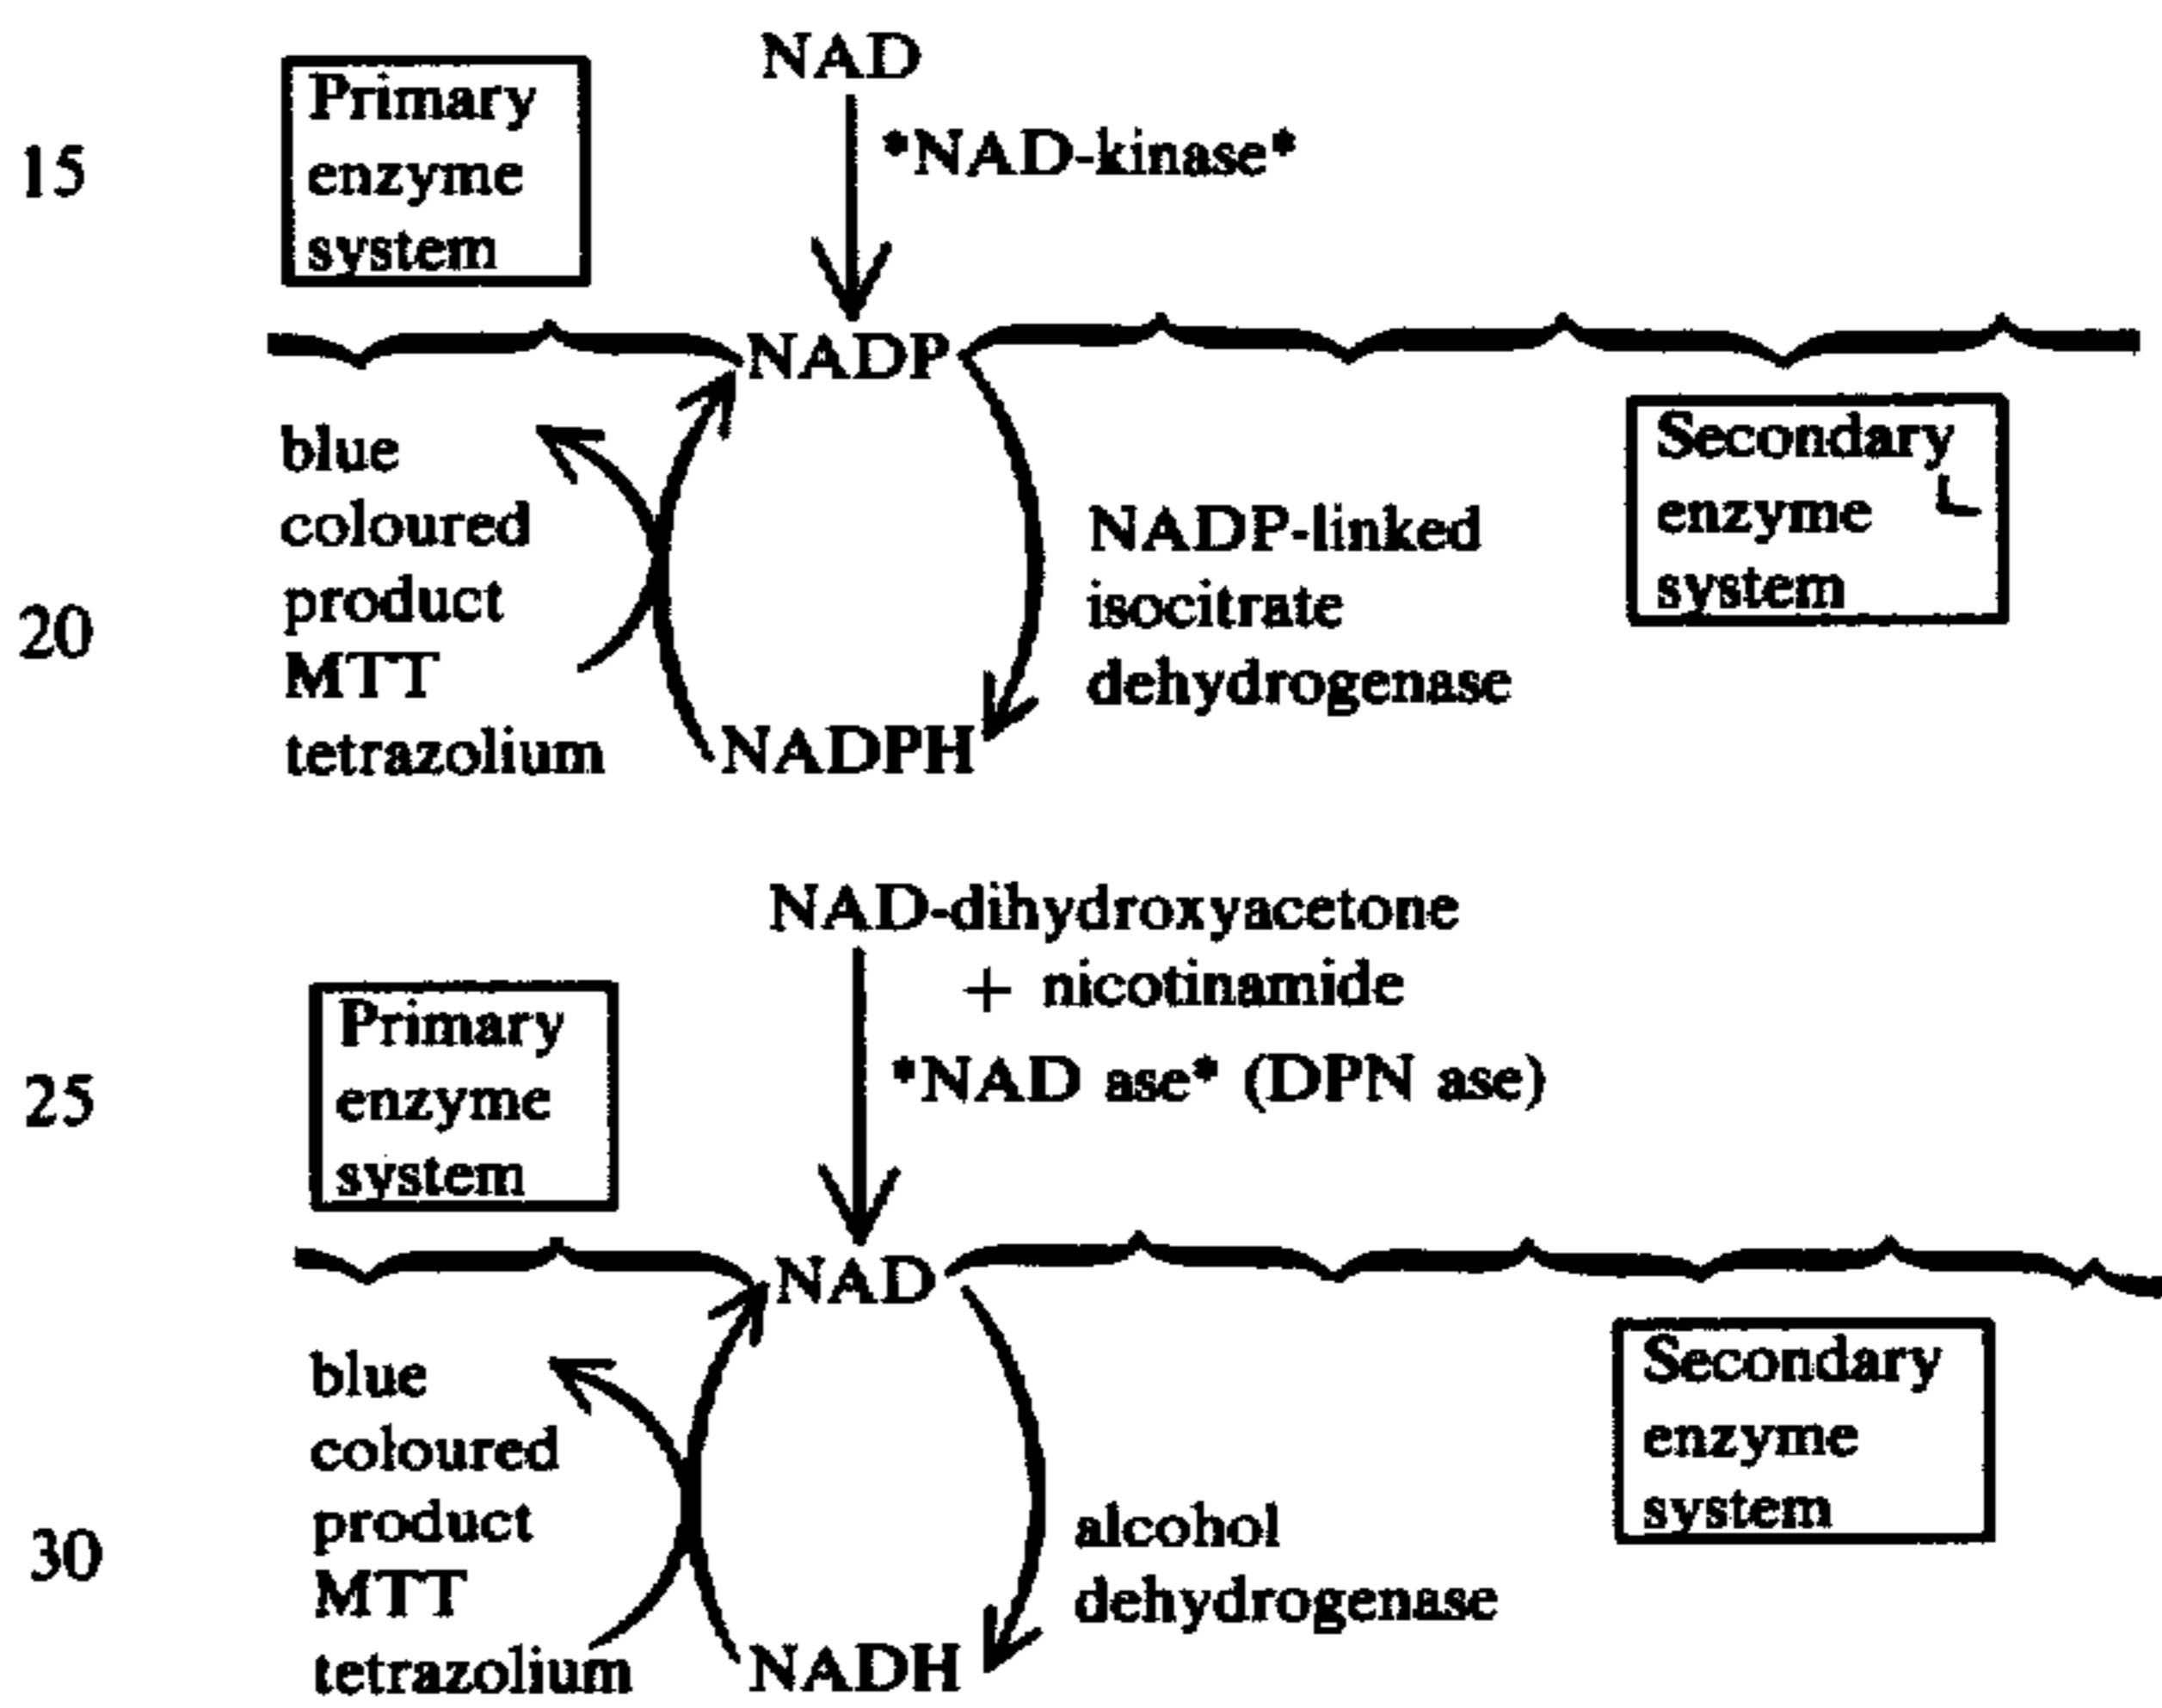 NAD
Primary
enzyme
system
15
*NAD-kinase*
NADP
blue
coloured
product
MTT
tetrazolium
20
NADP-linked
isocitrate
dehydrogenase
Secondary
enzyme
system
NADPH
NAD-dihydroxyacetone
+ nicotinamide
*NAD ase* (DPN ase)
Primary
enzyme
system
25
NAD
blue
coloured
product
MTT
tetrazolium
30
alcohol
dehydrogenase
Secondary
enzyme
system
NADH